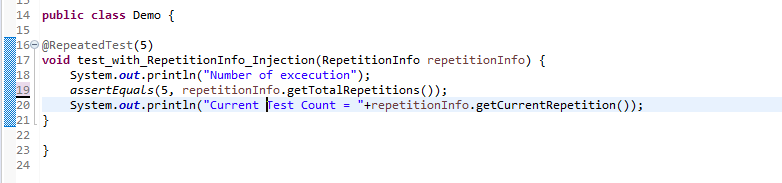 14 public class Demo {
15
16 @RepeatedTest(5)
17 void test_with_RepetitionInfo_Injection(RepetitionInfo repetitionInfo) {
18 System.out.println("Number of excecution");
19 assertEquals(5, repetitionInfo.getTotalRepetitions());
20 System.out.println("Current Test Count = "+repetitionInfo.getCurrentRepetition());
21 }
22
23 }
24